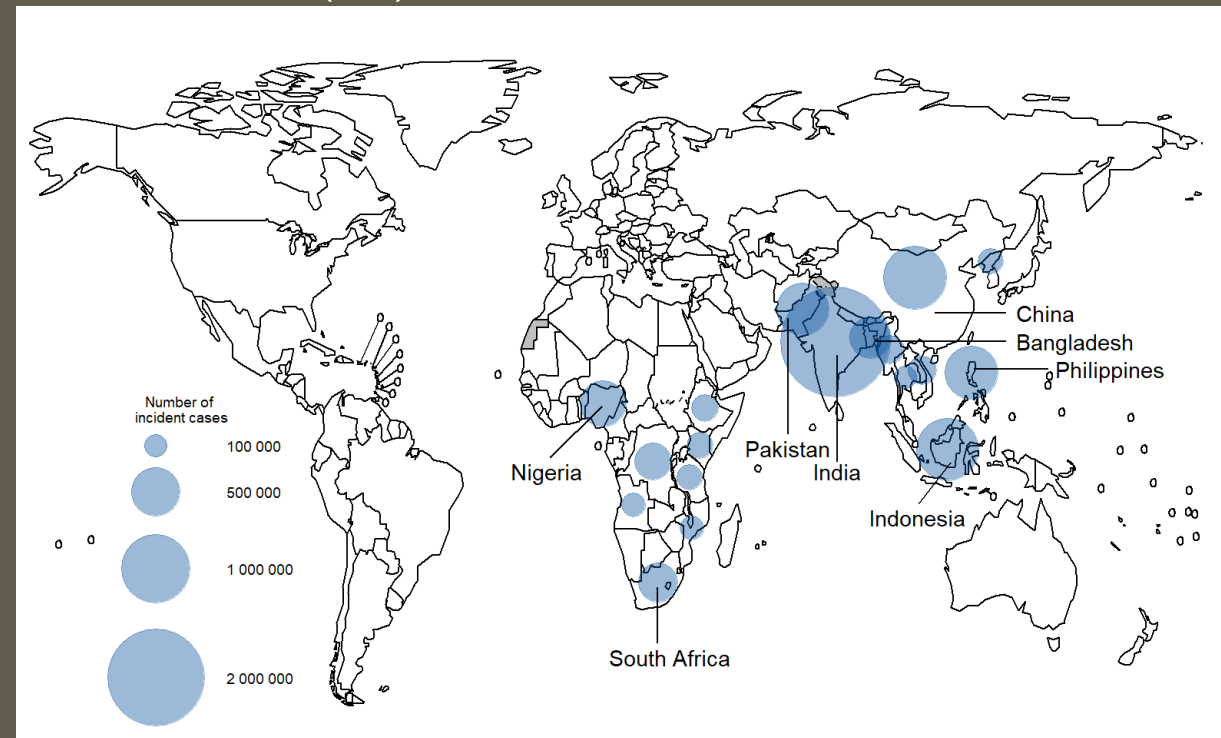 Number of
incident cases
100 000
500 000
1 000 000
2 000 000
China
Bangladesh
Philippines
Pakistan
India
Nigeria
Indonesia
South Africa